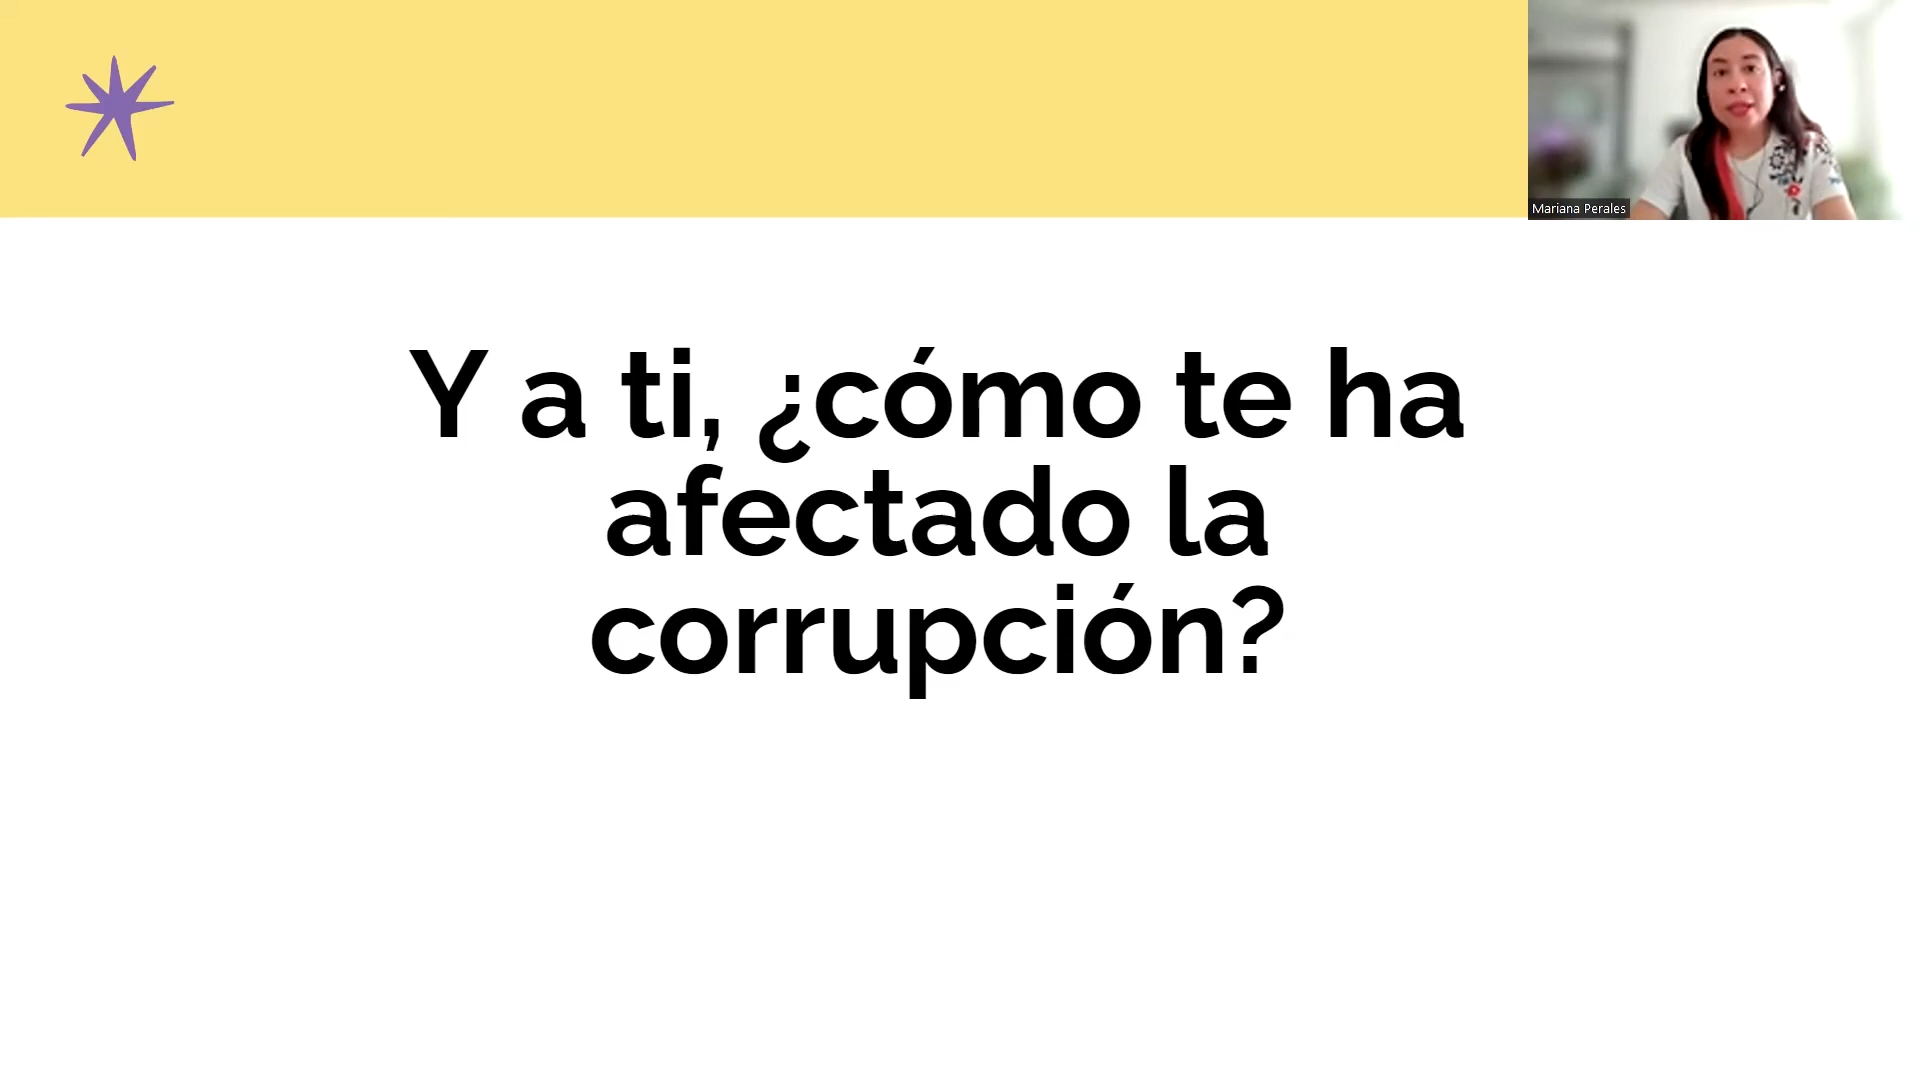 Mariana Perales
Y a ti, ¿cómo te ha
afectado la
corrupción?